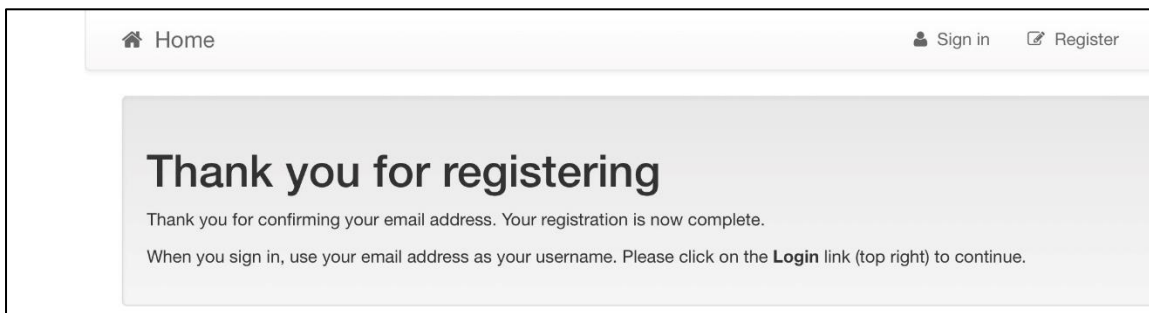 Home
Sign in
Register
Thank you for registering
Thank you for confirming your email address. Your registration is now complete.
When you sign in, use your email address as your username. Please click on the Login link (top right) to continue.